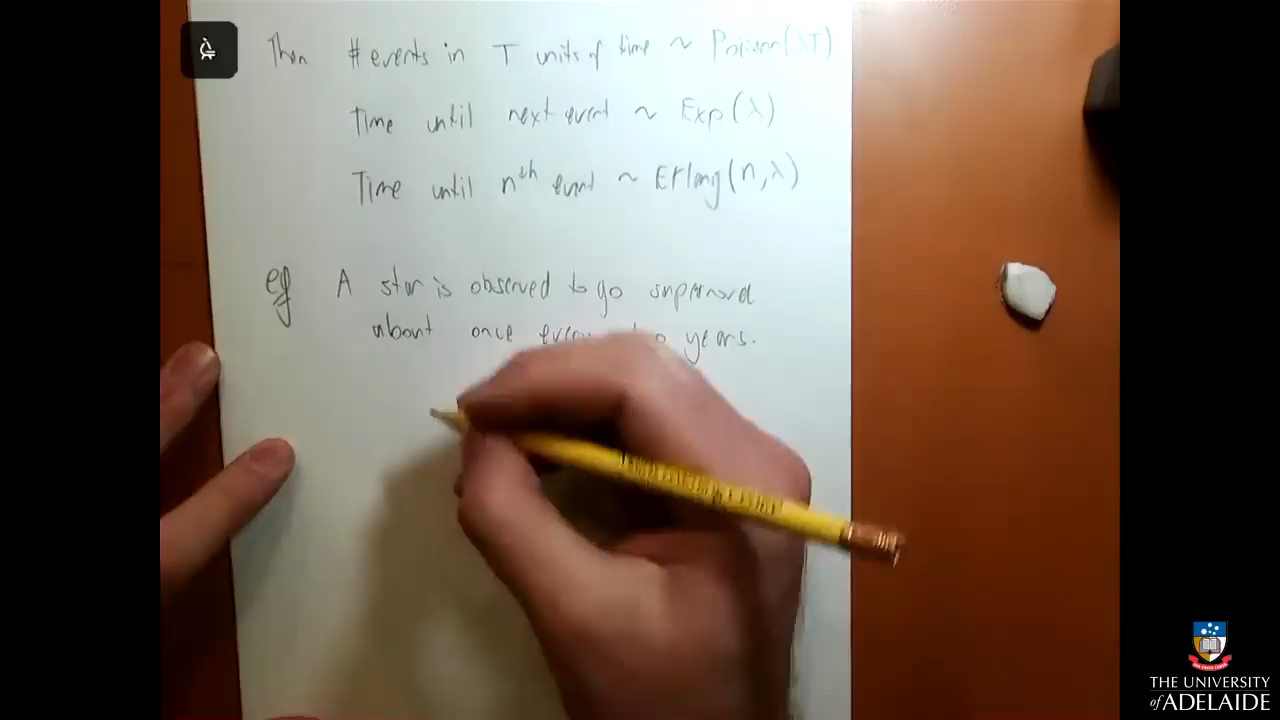 Then # events in T units of time ~ Poisson(λT)
Time until next event ~ Exp(λ)
Time until nth event ~ Erlang(n,λ)
eg A star is observed to go supernova
about once every years.
THE UNIVERSITY
of ADELAIDE